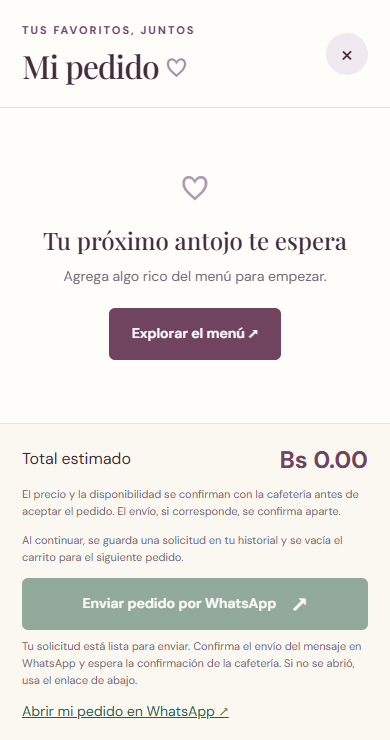 TUS FAVORITOS, JUNTOS
Mi pedido ♡
×
Tu próximo antojo te espera
Agrega algo rico del menú para empezar.
Explorar el menú ↗
Total estimado Bs 0.00
El precio y la disponibilidad se confirman con la cafetería antes de
aceptar el pedido. El envío, si corresponde, se confirma aparte.
Al continuar, se guarda una solicitud en tu historial y se vacía el
carrito para el siguiente pedido.
Enviar pedido por WhatsApp ↗
Tu solicitud está lista para enviar. Confirma el envío del mensaje en
WhatsApp y espera la confirmación de la cafetería. Si no se abrió,
usa el enlace de abajo.
Abrir mi pedido en WhatsApp ↗